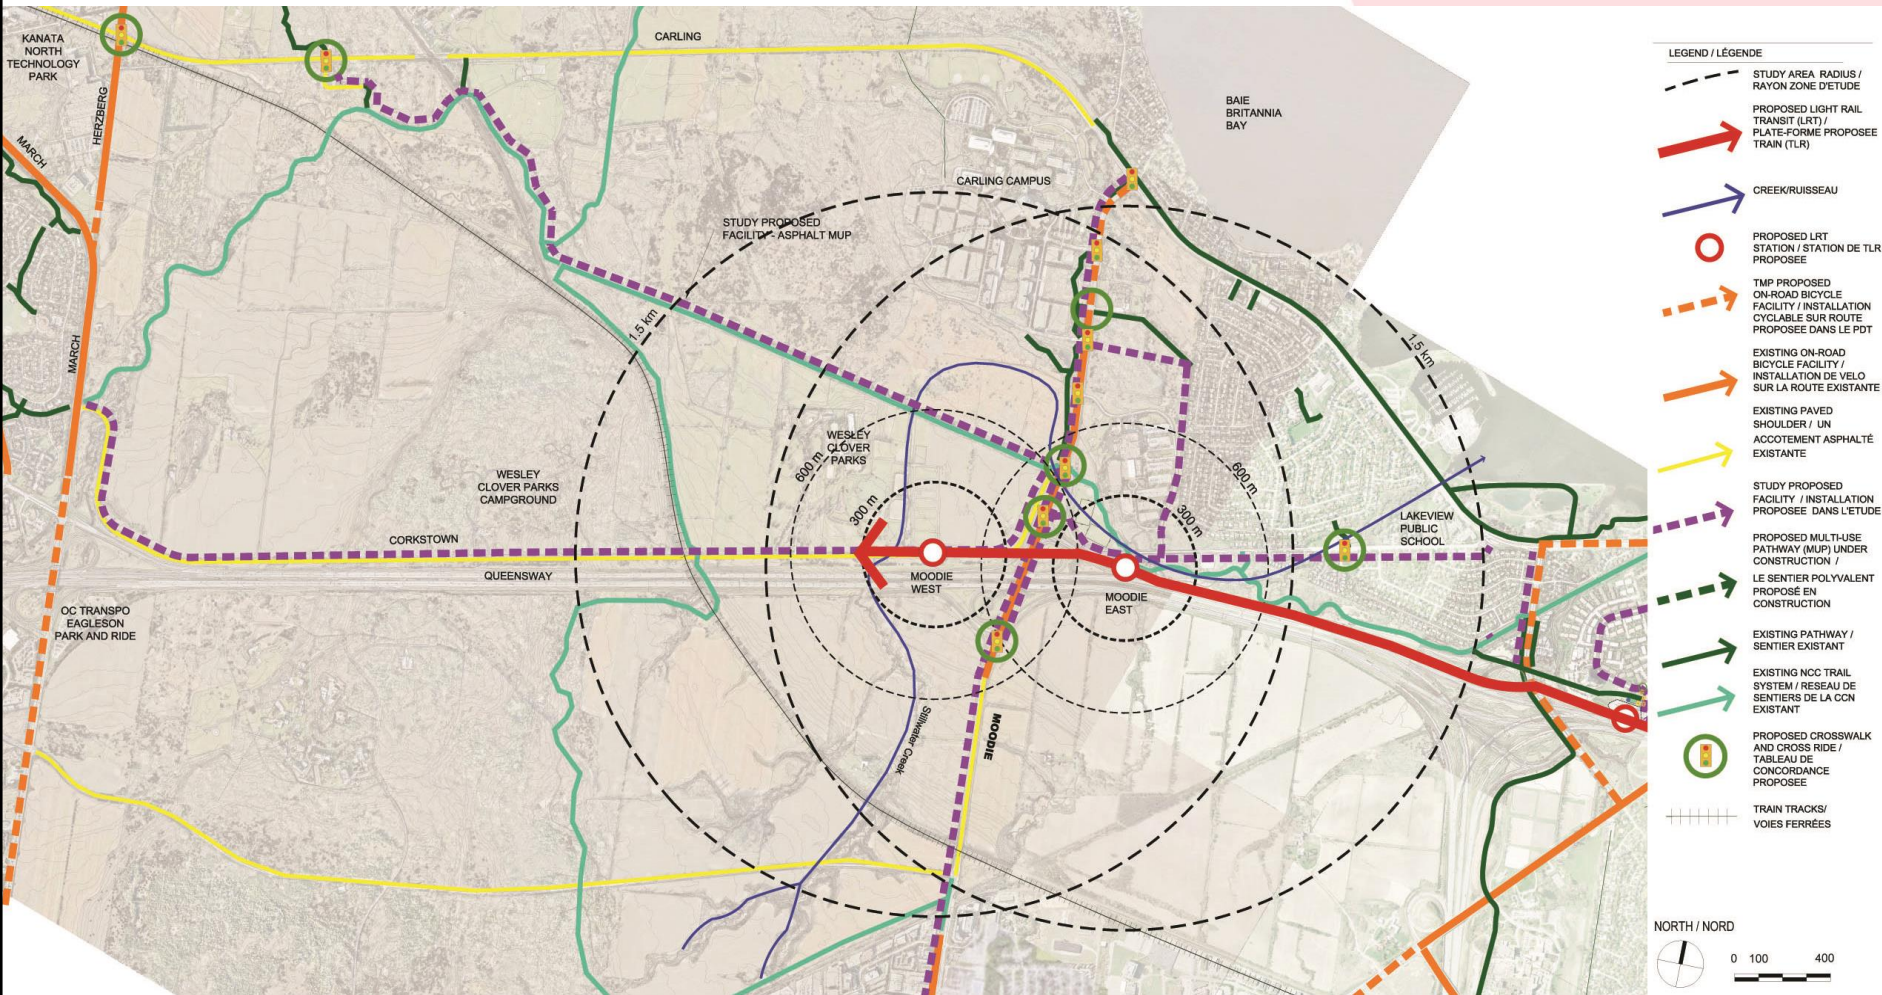 KANATA
NORTH
TECHNOLOGY
PARK
HERZBERG
MARCH
CARLING
BAIE
BRITANNIA
BAY
CARLING CAMPUS
STUDY PROPOSED
FACILITY - ASPHALT MUP
MARCH
1.5 km
1.5 km
WESLEY
CLOVER
PARKS
600 m
600 m
WESLEY
CLOVER PARKS
CAMPGROUND
300 m
300 m
LAKEVIEW
PUBLIC
SCHOOL
CORKSTOWN
QUEENSWAY
MOODIE
WEST
MOODIE
EAST
OC TRANSPO
EAGLESON
PARK AND RIDE
Stillwater Creek
MOODIE
LEGEND / LÉGENDE
STUDY AREA RADIUS /
RAYON ZONE D'ETUDE
PROPOSED LIGHT RAIL
TRANSIT (LRT) /
PLATE-FORME PROPOSEE
TRAIN (TLR)
CREEK/RUISSEAU
PROPOSED LRT
STATION / STATION DE TLR
PROPOSEE
TMP PROPOSED
ON-ROAD BICYCLE
FACILITY / INSTALLATION
CYCLABLE SUR ROUTE
PROPOSEE DANS LE PDT
EXISTING ON-ROAD
BICYCLE FACILITY /
INSTALLATION DE VELO
SUR LA ROUTE EXISTANTE
EXISTING PAVED
SHOULDER / UN
ACCOTEMENT ASPHALTÉ
EXISTANTE
STUDY PROPOSED
FACILITY / INSTALLATION
PROPOSEE DANS L'ETUDE
PROPOSED MULTI-USE
PATHWAY (MUP) UNDER
CONSTRUCTION /
LE SENTIER POLYVALENT
PROPOSÉ EN
CONSTRUCTION
EXISTING PATHWAY /
SENTIER EXISTANT
EXISTING NCC TRAIL
SYSTEM / RESEAU DE
SENTIERS DE LA CCN
EXISTANT
PROPOSED CROSSWALK
AND CROSS RIDE /
TABLEAU DE
CONCORDANCE
PROPOSEE
TRAIN TRACKS/
VOIES FERRÉES
NORTH / NORD
0 100 400